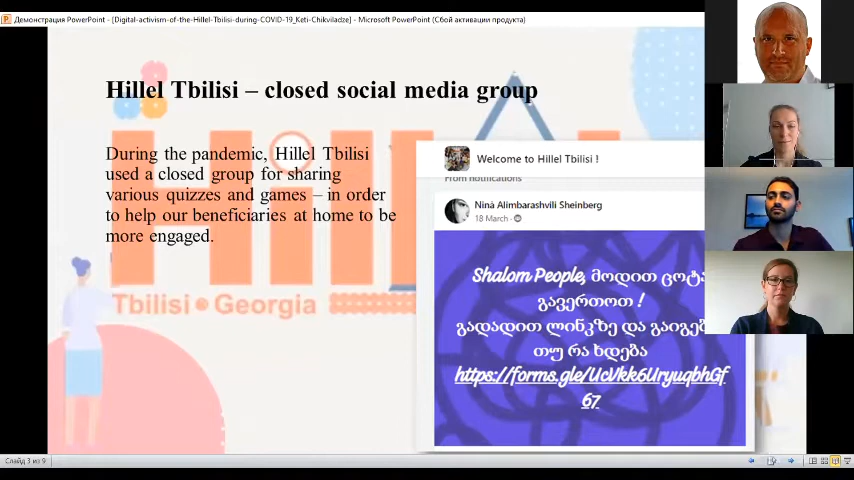 Демонстрация PowerPoint - [Digital-activism-of-the-Hillel-Tbilisi-during-COVID-19_Keti-Chikviladze] - Microsoft PowerPoint (Сбой активации продукта)
Hillel Tbilisi – closed social media group
During the pandemic, Hillel Tbilisi
used a closed group for sharing
various quizzes and games – in order
to help our beneficiaries at home to be
more engaged.
Welcome to Hillel Tbilisi !
From notifications
Nina Alimbarashvili Sheinberg
18 March ·
Shalom People, მოდით ცოტა
გავერთოთ !
გადადით ლინკზე და გაიგებ
თუ რა ხდება
https://forms.gle/UcVkk6UryuqbhGf
67
Hillel
Tbilisi Georgia
Слайд 3 из 9